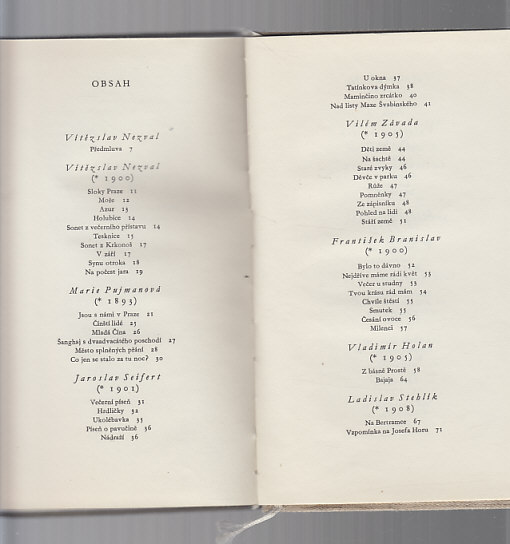 OBSAH
Vítězslav Nezval
Předmluva 7
Vítězslav Nezval
(* 1900)
Sloky Praze 11
Moře 12
Azur 13
Holubice 14
Sonet z večerního přístavu 14
Tesknice 15
Sonet z Krkonoš 17
V září 17
Synu otroka 18
Na počest jara 19
Marie Pujmanová
(* 1893)
Jsou s námi v Praze 21
Čínští lidé 23
Mladá Čína 26
Šanghaj s dvaadvacátého poschodí 27
Město splněných přání 28
Co jen se stalo za tu noc? 30
Jaroslav Seifert
(* 1901)
Večerní píseň 31
Hrdličky 32
Ukolébavka 35
Píseň o pavučině 36
Nádraží 36
U okna 37
Tatínkova dýmka 38
Maminčino zrcátko 40
Nad listy Maxe Švabinského 41
Vilém Závada
(* 1905)
Děti země 44
Na šachtě 44
Staré zvyky 46
Děvče v parku 46
Růže 47
Pomněnky 47
Ze zápisníku 48
Pohled na lidi 48
Stáří země 51
František Branislav
(* 1900)
Bylo to dávno 52
Nejdříve máme rádi květ 53
Večer u studny 53
Tvou krásu rád mám 54
Chvíle štěstí 55
Smutek 55
Česání ovoce 56
Milenci 57
Vladimír Holan
(* 1905)
Z básně Prostě 58
Bajaja 64
Ladislav Stehlík
(* 1908)
Na Bertramce 67
Vzpomínka na Josefa Horu 71